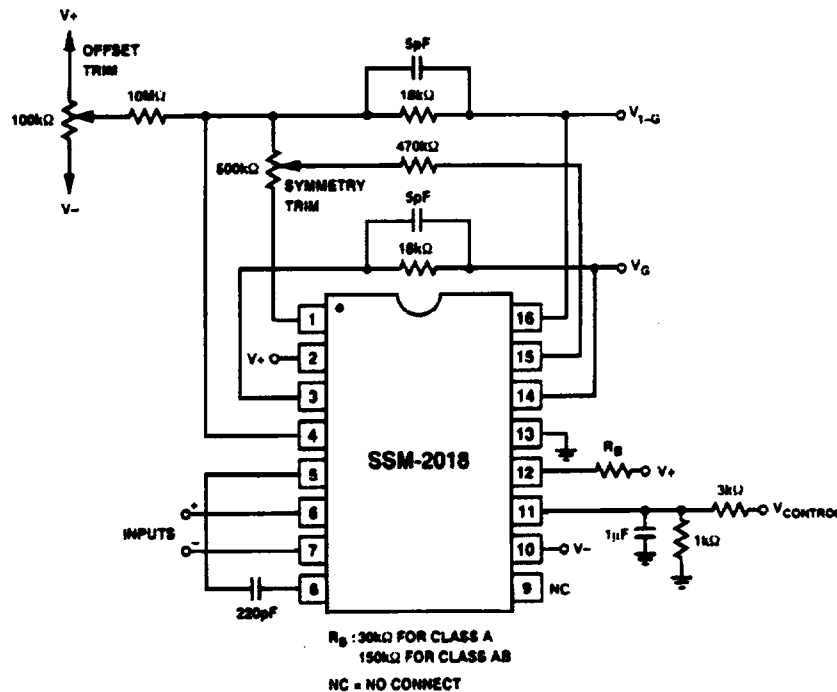 V+
OFFSET
TRIM
100kΩ
10MΩ
V–
5pF
18kΩ
V1–G
500kΩ
470kΩ
SYMMETRY
TRIM
5pF
18kΩ
VG
1
16
V+
2
15
3
14
4
13
SSM-2018
5
12
RB
V+
INPUTS
+
6
11
3kΩ
VCONTROL
1μF
1kΩ
–
7
10
V–
8
9
NC
220pF
RB : 30kΩ FOR CLASS A
150kΩ FOR CLASS AB
NC = NO CONNECT